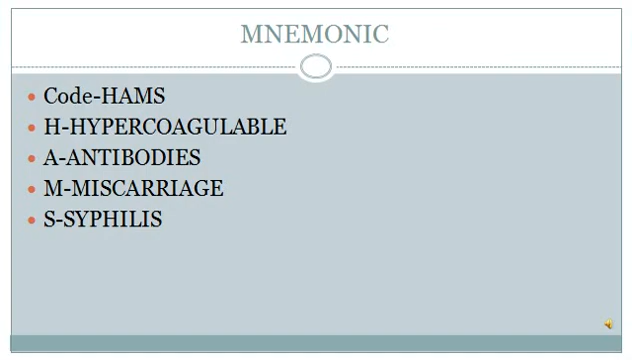 MNEMONIC
Code-HAMS
H-HYPERCOAGULABLE
A-ANTIBODIES
M-MISCARRIAGE
S-SYPHILIS